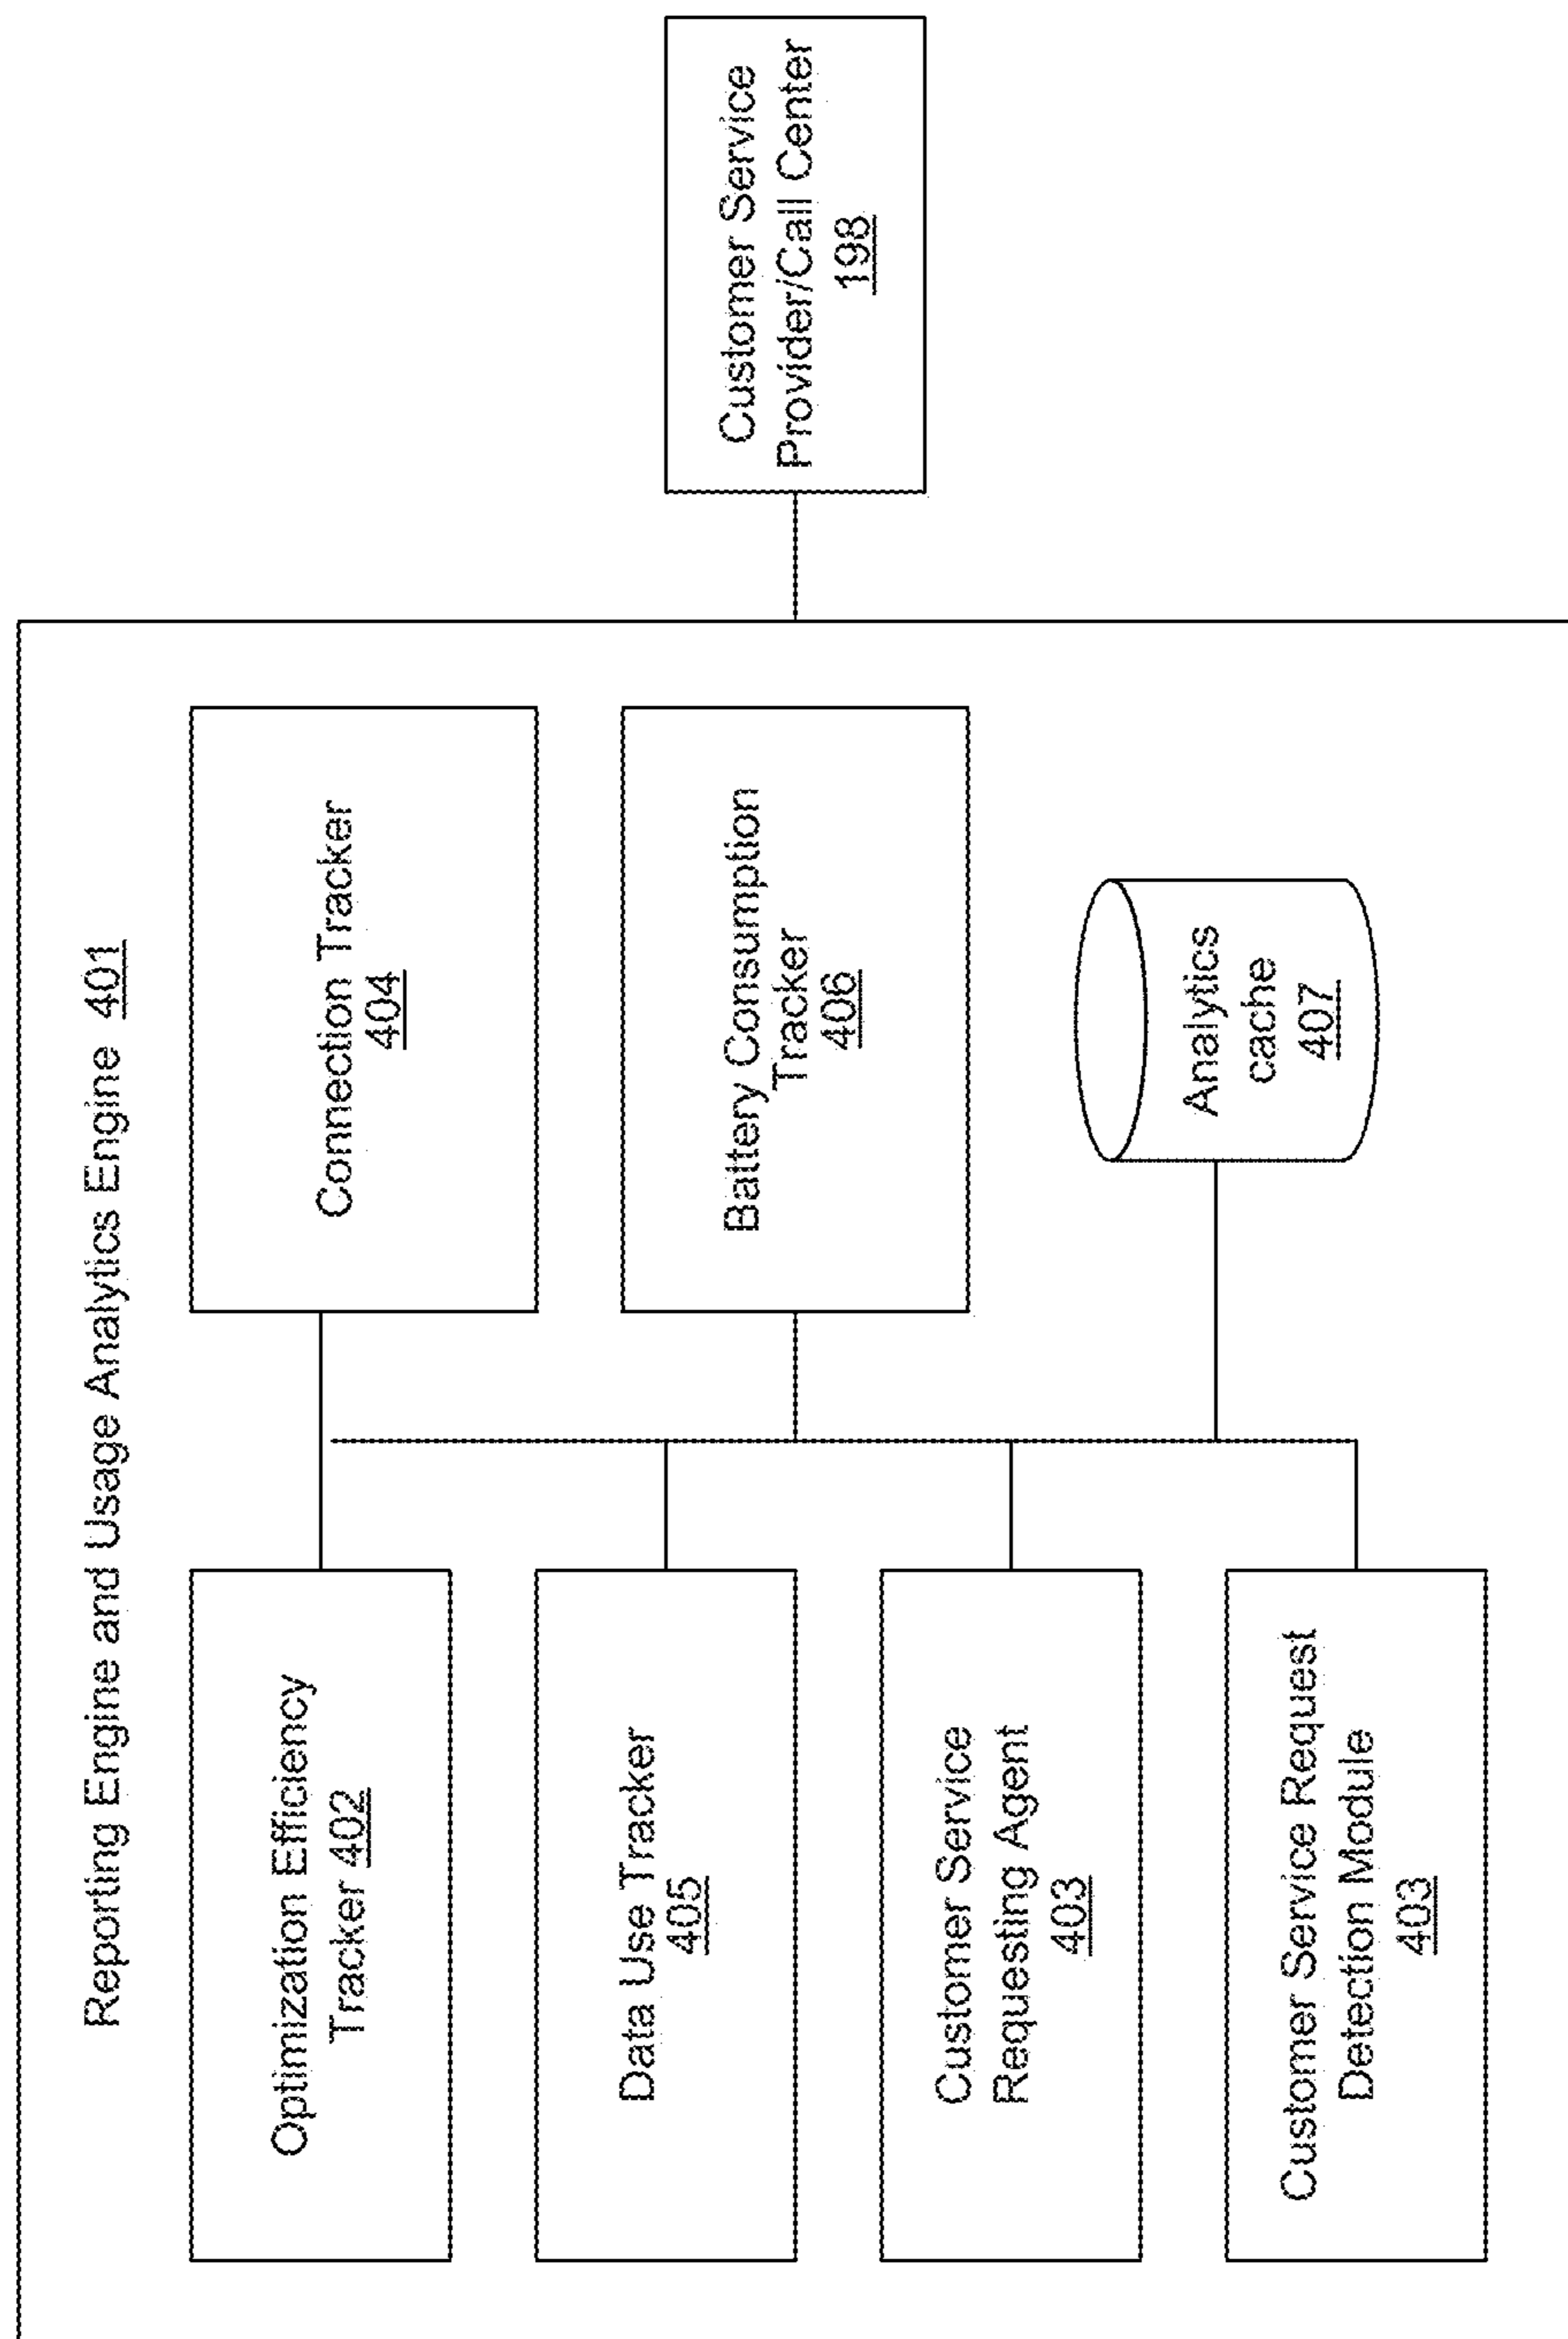 Reporting Engine and Usage Analytics Engine 401
Optimization Efficiency
Tracker 402
Connection Tracker
404
Data Use Tracker
405
Battery Consumption
Tracker
406
Customer Service
Requesting Agent
403
Analytics
cache
407
Customer Service Request
Detection Module
403
Customer Service
Provider/Call Center
198